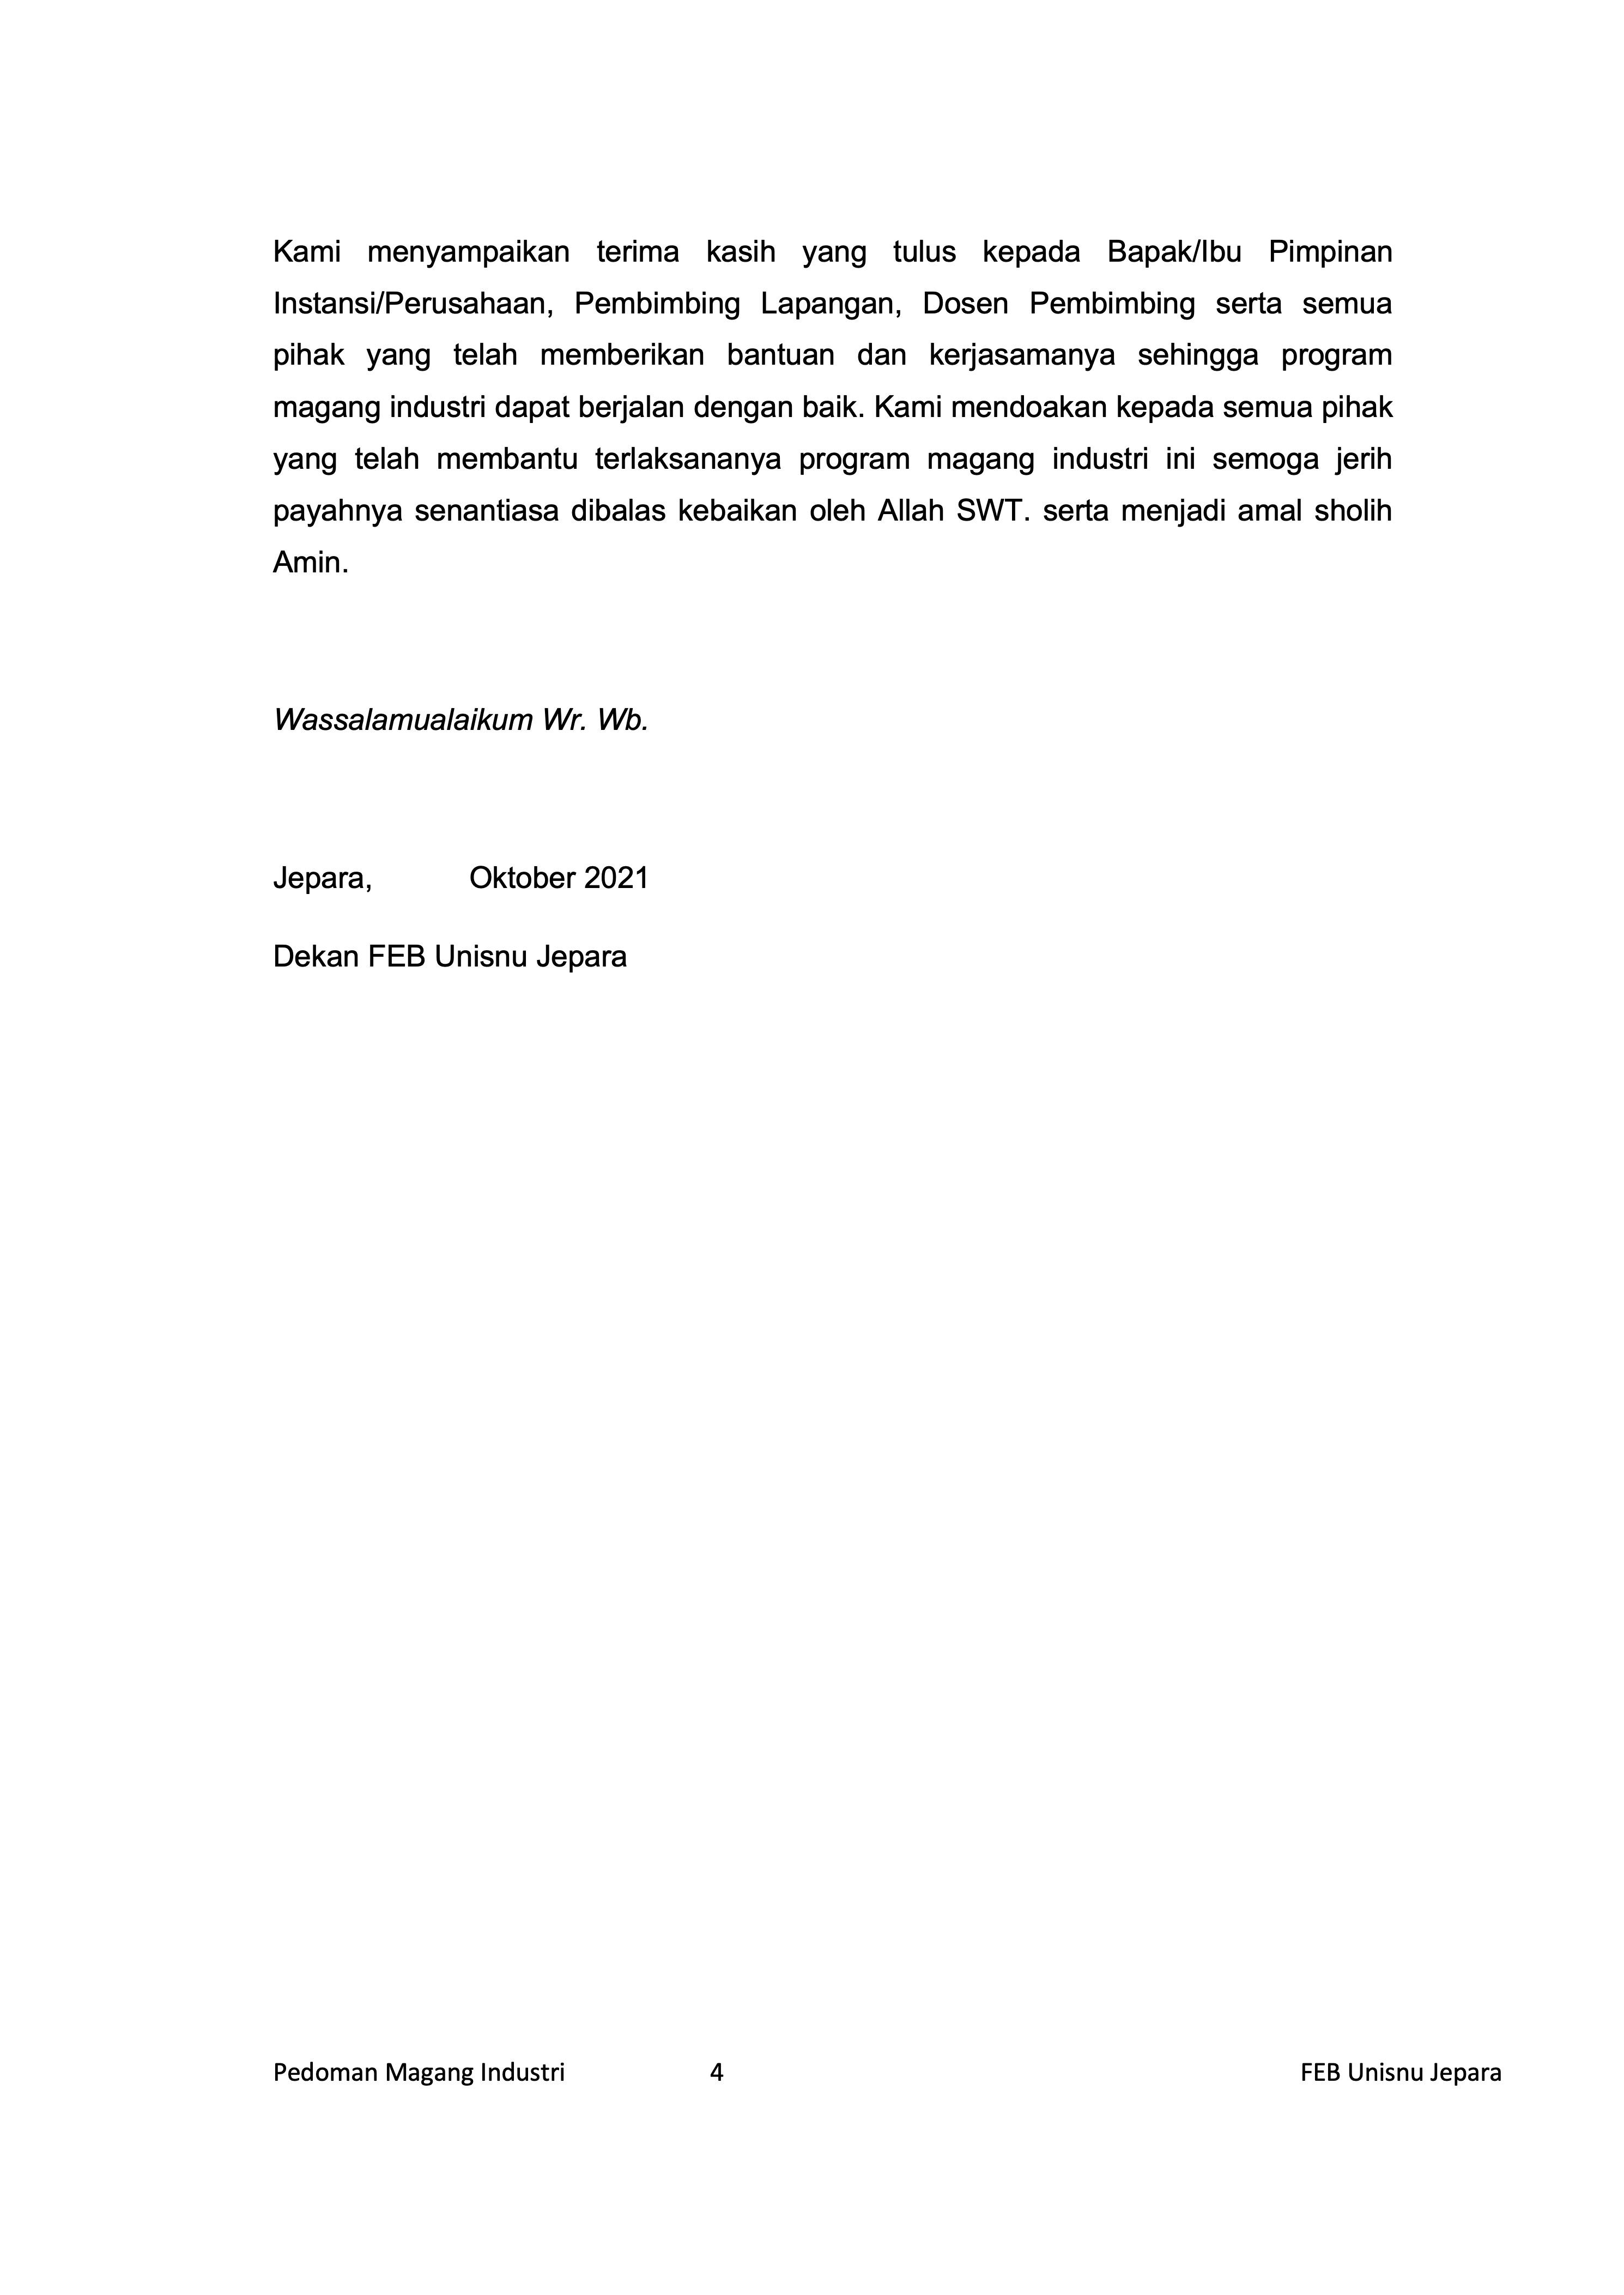 Kami menyampaikan terima kasih yang tulus kepada Bapak/Ibu Pimpinan
Instansi/Perusahaan, Pembimbing Lapangan, Dosen Pembimbing serta semua
pihak yang telah memberikan bantuan dan kerjasamanya sehingga program
magang industri dapat berjalan dengan baik. Kami mendoakan kepada semua pihak
yang telah membantu terlaksananya program magang industri ini semoga jerih
payahnya senantiasa dibalas kebaikan oleh Allah SWT. serta menjadi amal sholih
Amin.
Wassalamualaikum Wr. Wb.
Jepara, Oktober 2021
Dekan FEB Unisnu Jepara
Pedoman Magang Industri 4 FEB Unisnu Jepara